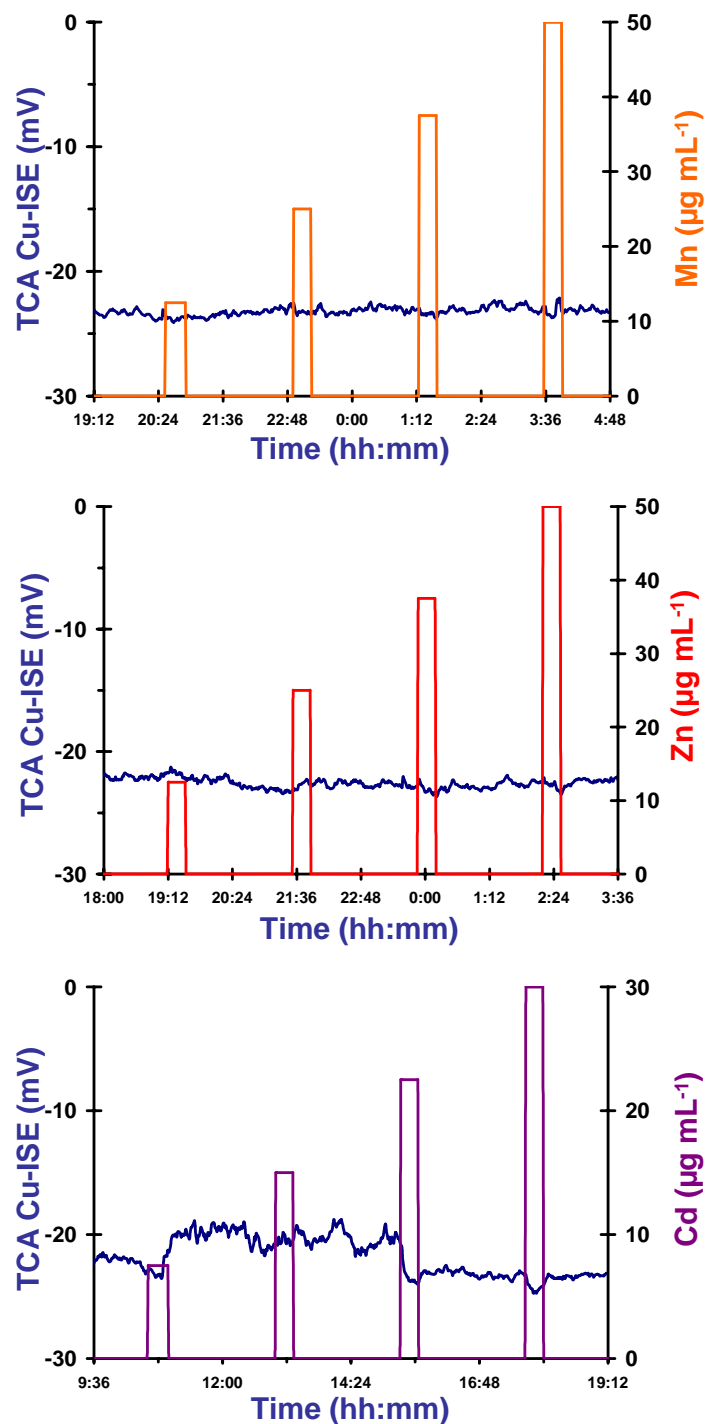 0
50
-10
40
30
-20
20
10
-30
0
TCA Cu-ISE (mV)
Mn (µg mL-1)
19:12 20:24 21:36 22:48 0:00 1:12 2:24 3:36 4:48
Time (hh:mm)
0
50
-10
40
30
-20
20
10
-30
0
TCA Cu-ISE (mV)
Zn (µg mL-1)
18:00 19:12 20:24 21:36 22:48 0:00 1:12 2:24 3:36
Time (hh:mm)
0
30
-10
20
-20
10
-30
0
TCA Cu-ISE (mV)
Cd (µg mL-1)
9:36 12:00 14:24 16:48 19:12
Time (hh:mm)